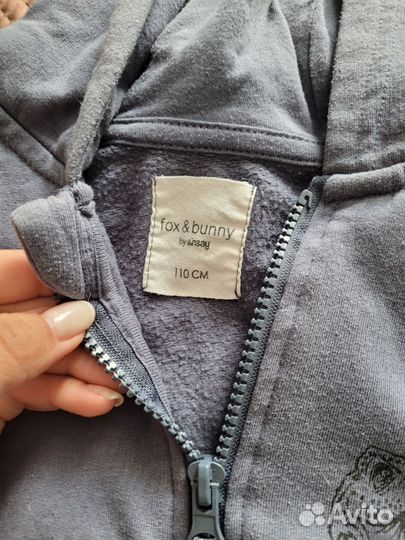 fox & bunny
by sinsay
110 CM
Avito